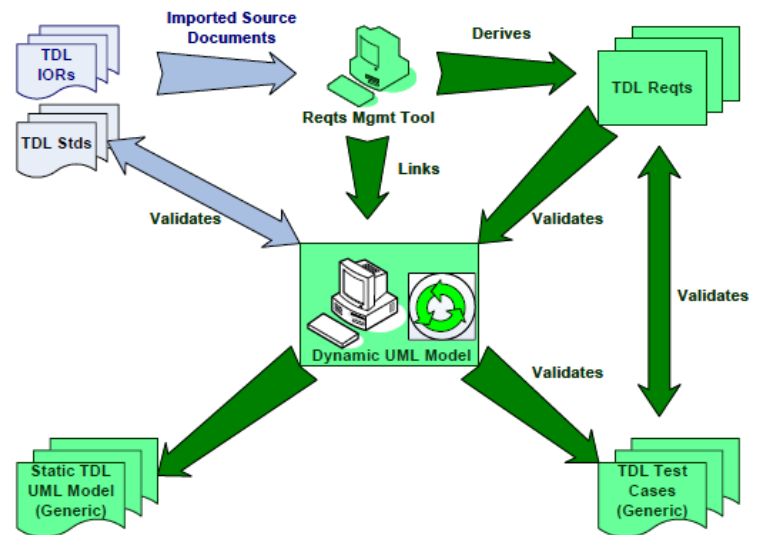 Imported Source
Documents
TDL
IORs
Derives
TDL Reqts
Reqts Mgmt Tool
TDL Stds
Links
Validates
Validates
Validates
Dynamic UML Model
Validates
Static TDL
UML Model
(Generic)
TDL Test
Cases
(Generic)